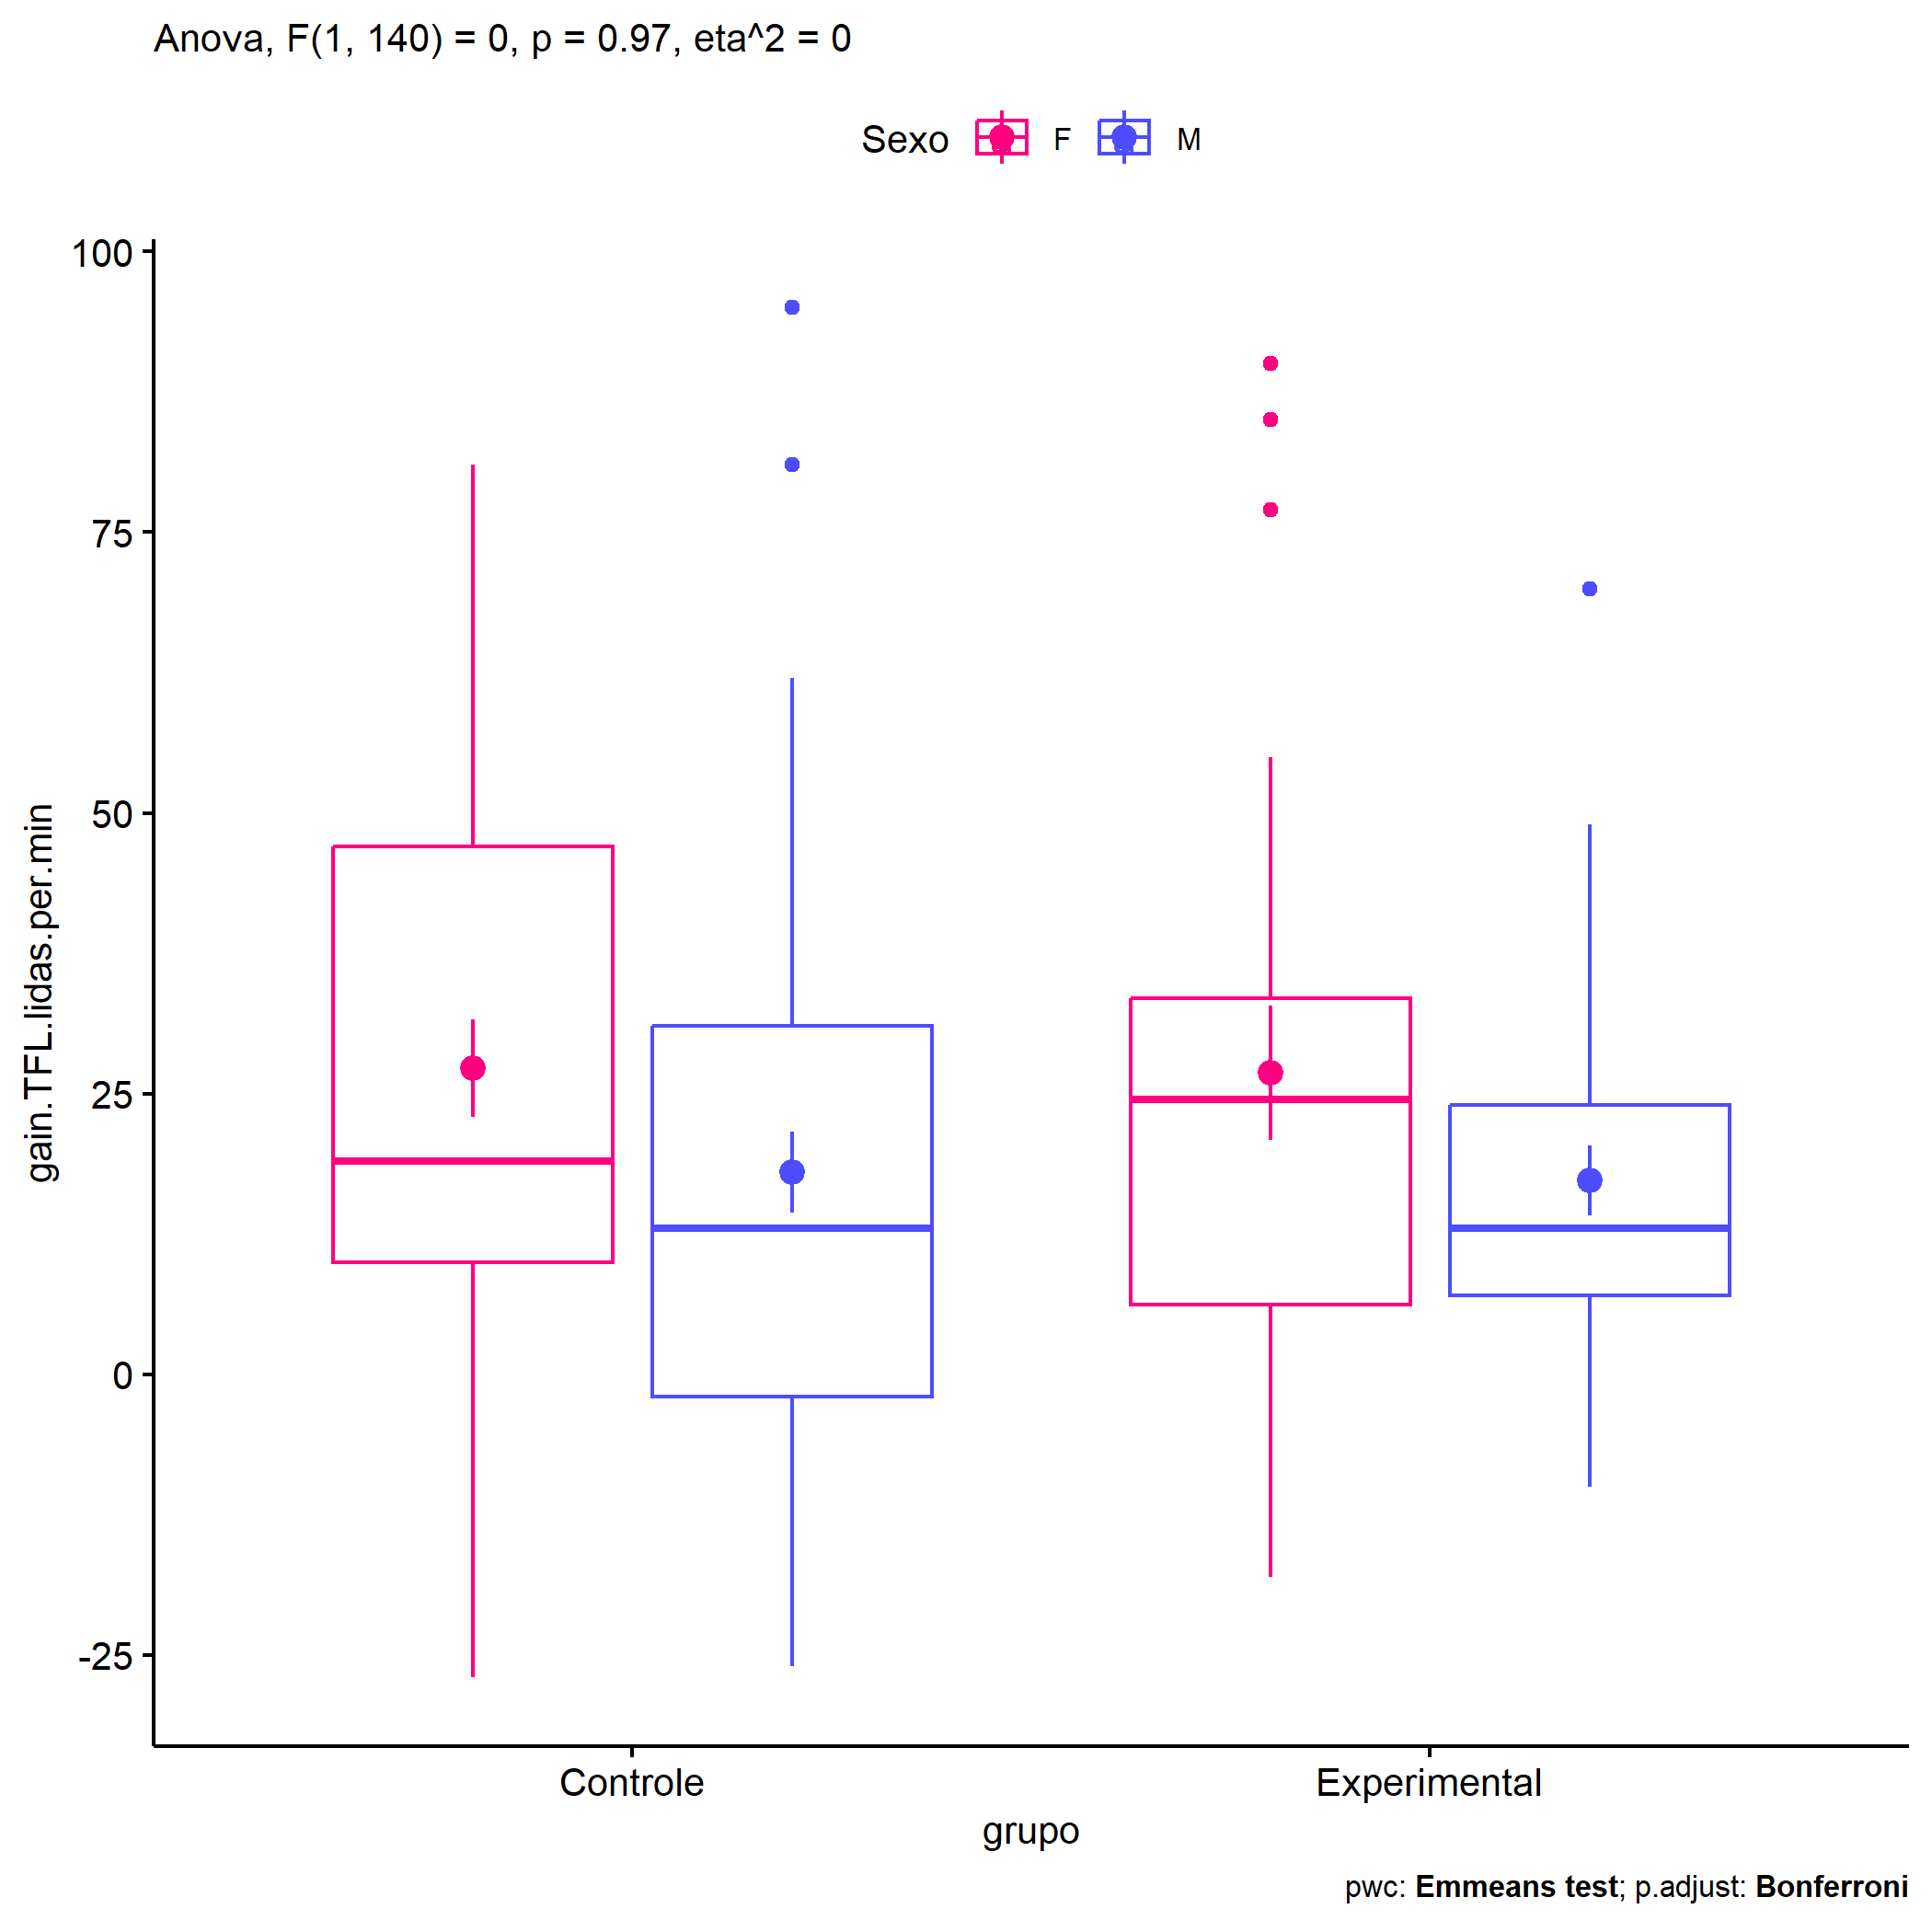 Anova, F(1, 140) = 0, p = 0.97, eta^2 = 0
Sexo F M
100
75
50
25
0
-25
gain.TFL.lidas.per.min
Controle Experimental
grupo
pwc: Emmeans test; p.adjust: Bonferroni